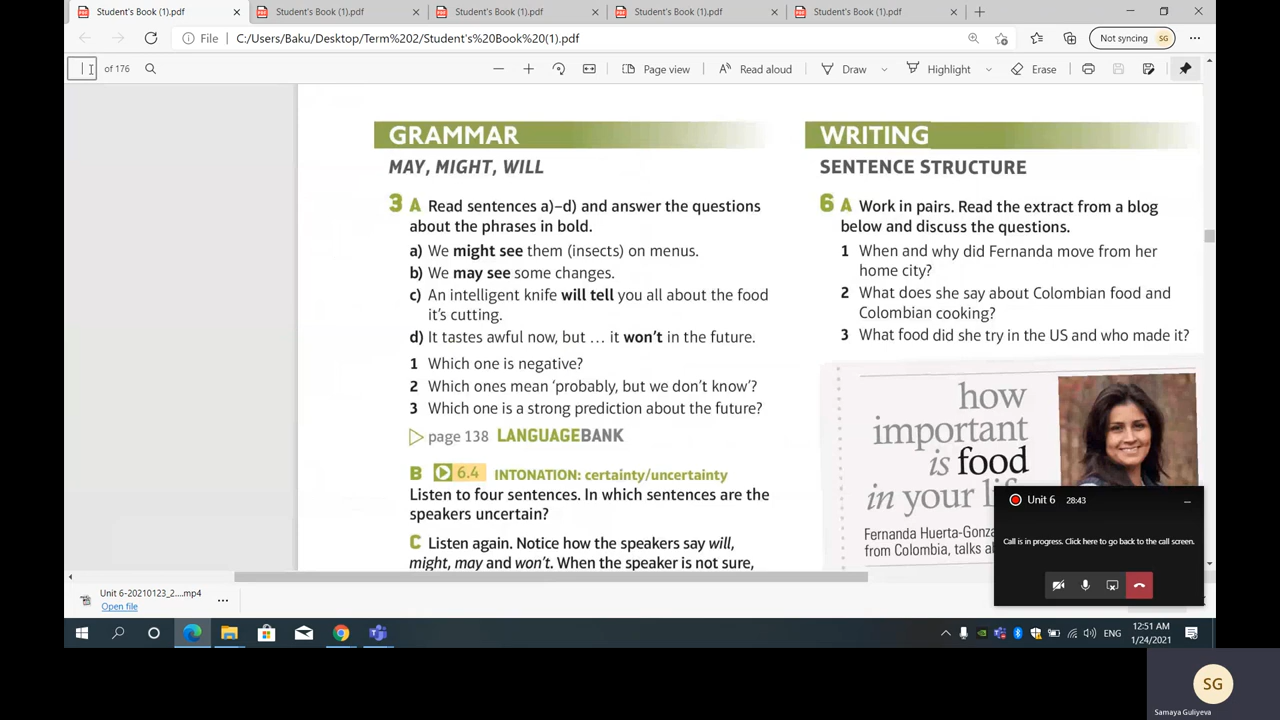 Student's Book (1).pdf
Student's Book (1).pdf
Student's Book (1).pdf
Student's Book (1).pdf
Student's Book (1).pdf
File
C:/Users/Baku/Desktop/Term%202/Student's%20Book%20(1).pdf
Not syncing SG
of 176
Page view
Read aloud
Draw
Highlight
Erase
GRAMMAR
MAY, MIGHT, WILL
3 A Read sentences a)–d) and answer the questions
about the phrases in bold.
a) We might see them (insects) on menus.
b) We may see some changes.
c) An intelligent knife will tell you all about the food
it's cutting.
d) It tastes awful now, but … it won't in the future.
1 Which one is negative?
2 Which ones mean 'probably, but we don't know'?
3 Which one is a strong prediction about the future?
page 138 LANGUAGEBANK
B 6.4 INTONATION: certainty/uncertainty
Listen to four sentences. In which sentences are the
speakers uncertain?
C Listen again. Notice how the speakers say will,
might, may and won't. When the speaker is not sure,
WRITING
SENTENCE STRUCTURE
6 A Work in pairs. Read the extract from a blog
below and discuss the questions.
1 When and why did Fernanda move from her
home city?
2 What does she say about Colombian food and
Colombian cooking?
3 What food did she try in the US and who made it?
how
important
is food
in your
Fernanda
from Colombia, talks
Unit 6 28:43
Call is in progress. Click here to go back to the call screen.
Unit 6-20210123_2....mp4
Open file
ENG
12:51 AM
1/24/2021
SG
Samaya Guliyeva